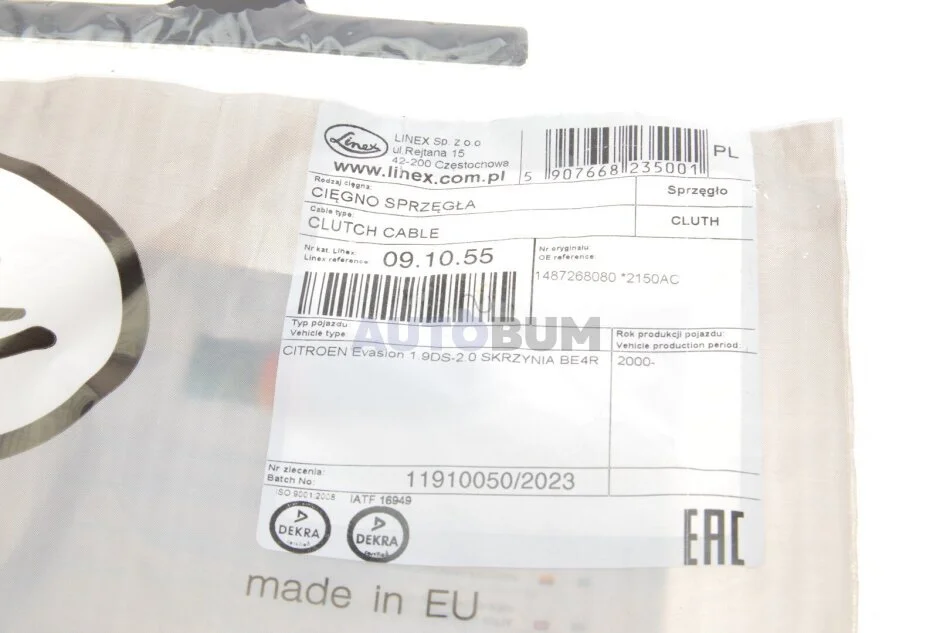 Linex
LINEX Sp. z o.o
ul.Rejtana 15
42-200 Częstochowa
www.linex.com.pl
5 907668 235001
PL
Rodzaj cięgna:
CIĘGNO SPRZĘGŁA
Sprzęgło
Cable type:
CLUTCH CABLE
CLUTH
Nr kat. Linex:
Linex reference:
09.10.55
Nr oryginału
OE reference:
1487268080 *2150AC
AUTOBUM
Typ pojazdu
Vehicle type:
Rok produkcji pojazdu:
Vehicle production period:
CITROEN Evasion 1.9DS-2.0 SKRZYNIA BE4R
2000-
Nr zlecenia:
Batch No:
11910050/2023
ISO 9001:2008
IATF 16949
DEKRA
DEKRA
EAC
made in EU